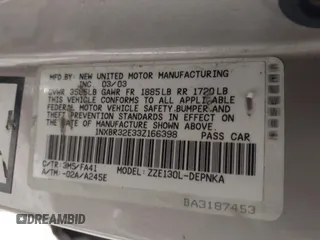 MFD BY: NEW UNITED MOTOR MANUFACTURING
INC 03/03
GVWR 3585LB GAWR FR 1885LB RR 1720LB
THIS VEHICLE CONFORMS TO ALL APPLICABLE
FEDERAL MOTOR VEHICLE SAFETY, BUMPER AND
THEFT PREVENTION STANDARDS IN EFFECT ON
THE DATE OF MANUFACTURE SHOWN ABOVE.
1NXBR32E33Z166398 PASS CAR
C/TR: 3M5/FA41 MODEL: ZZE130L-DEPNKA
A/TM: -02A/A245E
BA3187453
© CARBIDMD